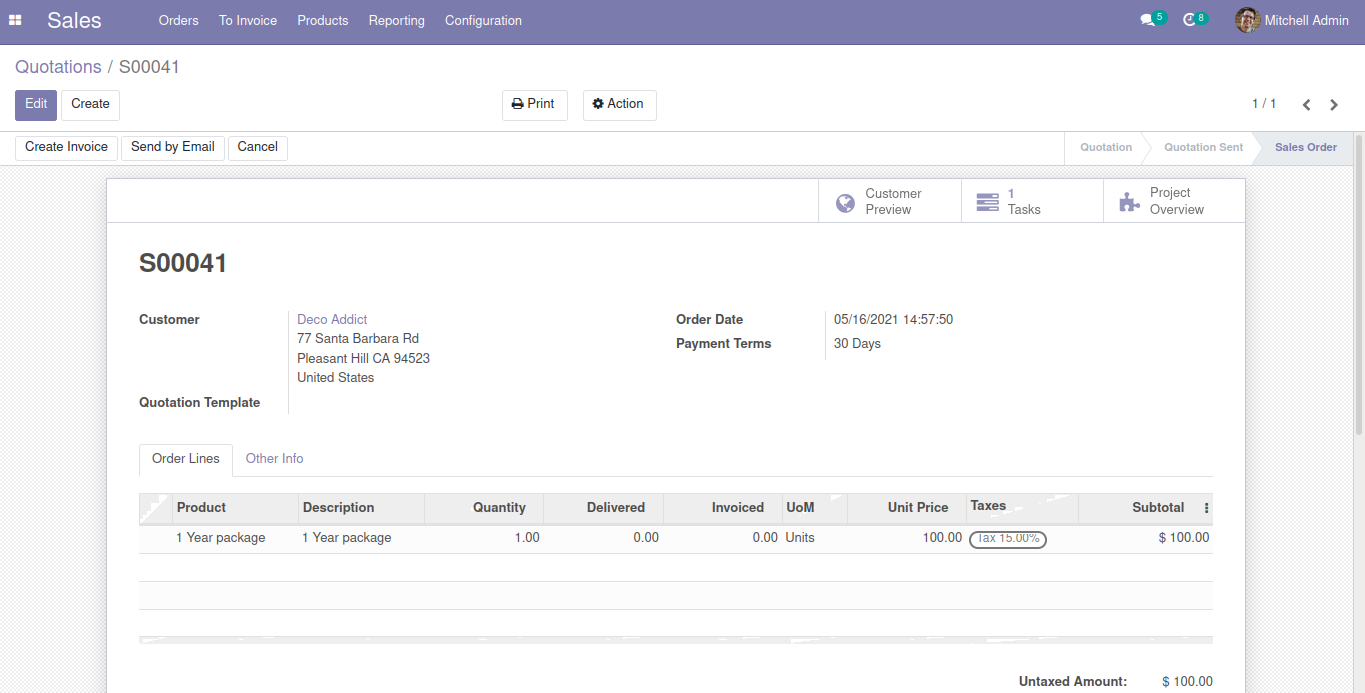 Sales Orders To Invoice Products Reporting Configuration 5 8 Mitchell Admin
Quotations / S00041
Edit Create Print Action 1 / 1
Create Invoice Send by Email Cancel Quotation Quotation Sent Sales Order
Customer Preview 1 Tasks Project Overview
S00041
Customer Deco Addict Order Date 05/16/2021 14:57:50
77 Santa Barbara Rd Payment Terms 30 Days
Pleasant Hill CA 94523
United States
Quotation Template
Order Lines Other Info
Product Description Quantity Delivered Invoiced UoM Unit Price Taxes Subtotal
1 Year package 1 Year package 1.00 0.00 0.00 Units 100.00 Tax 15.00% $ 100.00
Untaxed Amount: $ 100.00